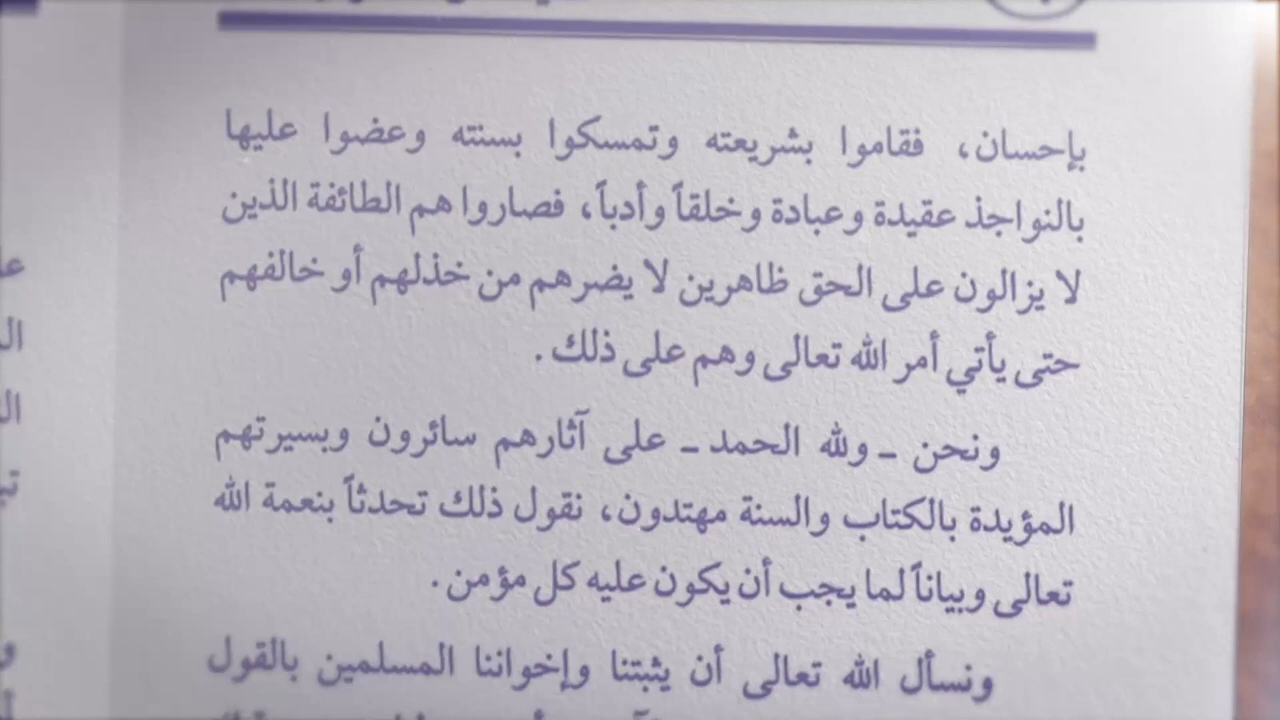 بإحسان، فقاموا بشريعته وتمسكوا بسنته وعضوا عليها
بالنواجذ عقيدة وعبادة وخلقاً وأدباً، فصاروا هم الطائفة الذين
لا يزالون على الحق ظاهرين لا يضرهم من خذلهم أو خالفهم
حتى يأتي أمر الله تعالى وهم على ذلك.
ونحن ـ ولله الحمد ـ على آثارهم سائرون وبسيرتهم
المؤيدة بالكتاب والسنة مهتدون، نقول ذلك تحدثاً بنعمة الله
تعالى وبياناً لما يجب أن يكون عليه كل مؤمن.
ونسأل الله تعالى أن يثبتنا وإخواننا المسلمين بالقول